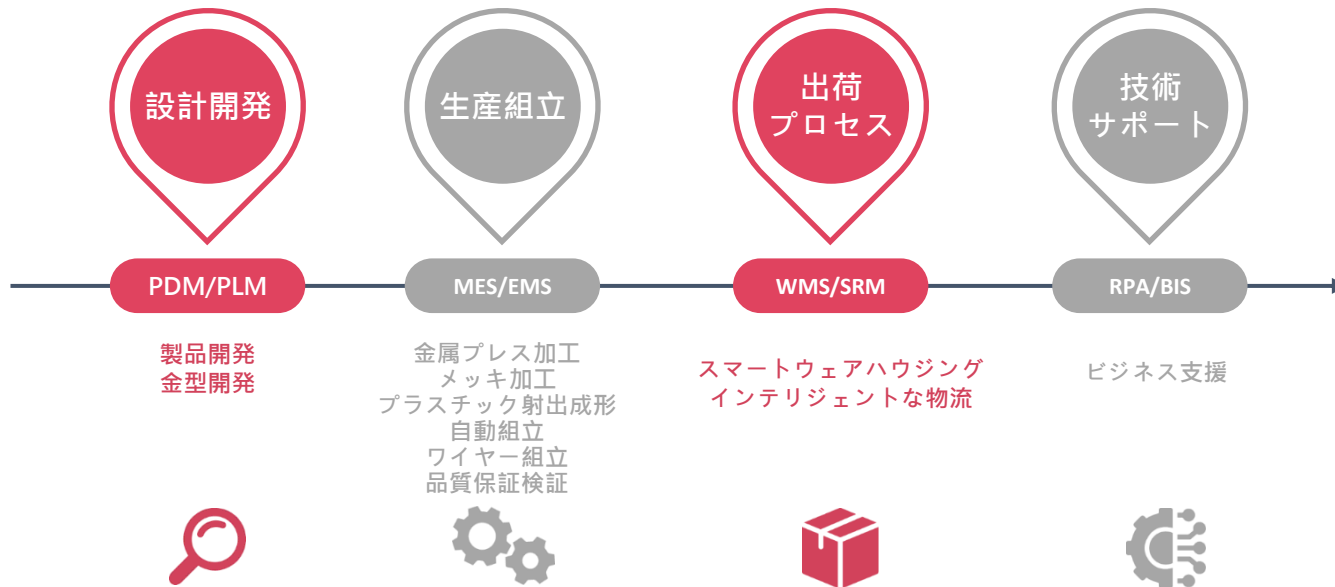 設計開発
生産組立
出荷
プロセス
技術
サポート
PDM/PLM
MES/EMS
WMS/SRM
RPA/BIS
製品開発
金型開発
金属プレス加工
メッキ加工
プラスチック射出成形
自動組立
ワイヤー組立
品質保証検証
スマートウェアハウジング
インテリジェントな物流
ビジネス支援